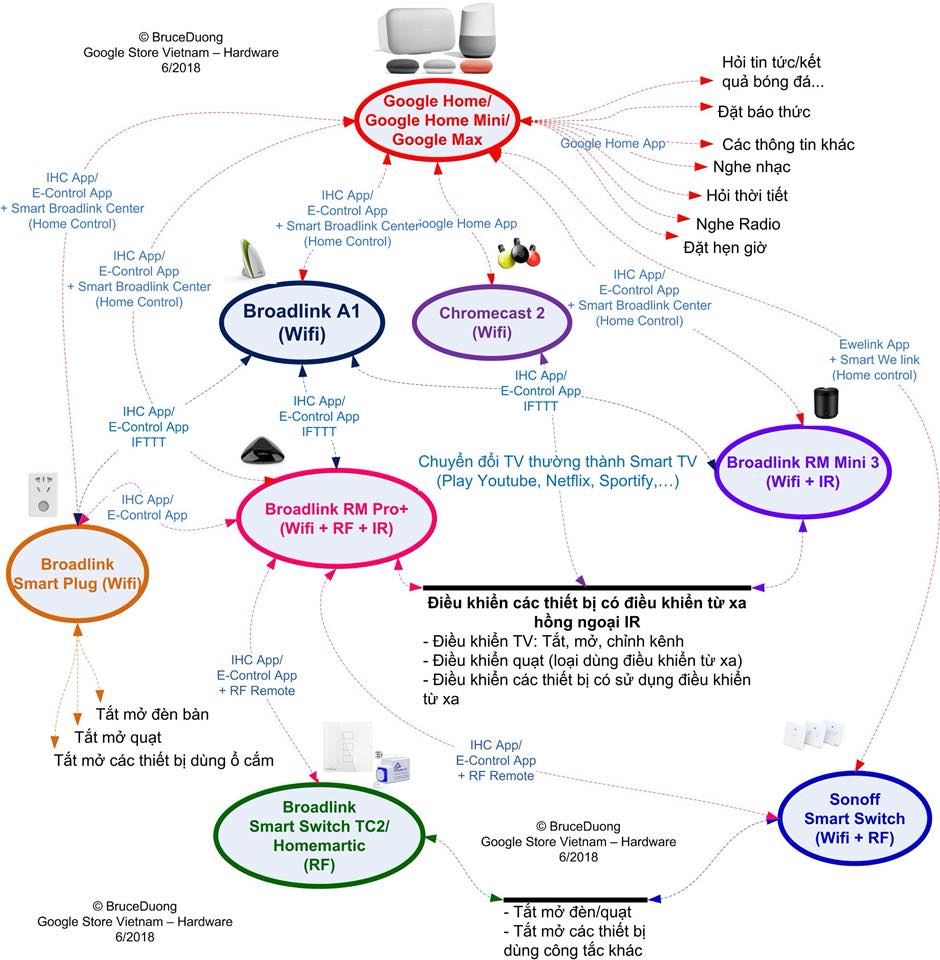 © BruceDuong
Google Store Vietnam – Hardware
6/2018
Google Home/
Google Home Mini/
Google Max
Hỏi tin tức/kết
quả bóng đá...
Đặt báo thức
Google Home App
Các thông tin khác
Nghe nhạc
Hỏi thời tiết
Nghe Radio
Đặt hẹn giờ
IHC App/
E-Control App
+ Smart Broadlink Center
(Home Control)
IHC App/
E-Control App
+ Smart Broadlink Center
(Home Control)
Google Home App
IHC App/
E-Control App
+ Smart Broadlink Center
(Home Control)
IHC App/
E-Control App
+ Smart Broadlink Center
(Home Control)
Broadlink A1
(Wifi)
Chromecast 2
(Wifi)
Ewelink App
+ Smart We link
(Home control)
IHC App/
E-Control App
IFTTT
IHC App/
E-Control App
IFTTT
IHC App/
E-Control App
IFTTT
Chuyển đổi TV thường thành Smart TV
(Play Youtube, Netflix, Sportify,...)
Broadlink RM Mini 3
(Wifi + IR)
IHC App/
E-Control App
Broadlink RM Pro+
(Wifi + RF + IR)
Broadlink
Smart Plug (Wifi)
Điều khiển các thiết bị có điều khiển từ xa
hồng ngoại IR
- Điều khiển TV: Tắt, mở, chỉnh kênh
- Điều khiển quạt (loại dùng điều khiển từ xa)
- Điều khiển các thiết bị có sử dụng điều khiển
từ xa
IHC App/
E-Control App
+ RF Remote
Tắt mở đèn bàn
Tắt mở quạt
Tắt mở các thiết bị dùng ổ cắm
IHC App/
E-Control App
+ RF Remote
Broadlink
Smart Switch TC2/
Homemartic
(RF)
Sonoff
Smart Switch
(Wifi + RF)
© BruceDuong
Google Store Vietnam – Hardware
6/2018
© BruceDuong
Google Store Vietnam – Hardware
6/2018
- Tắt mở đèn/quạt
- Tắt mở các thiết bị
dùng công tắc khác